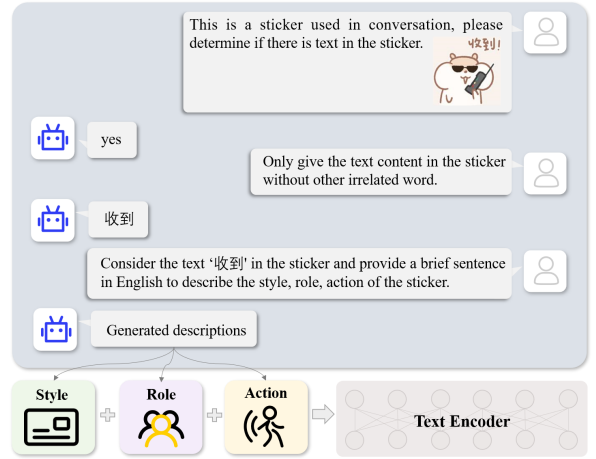 This is a sticker used in conversation, please
determine if there is text in the sticker.
收到!
yes
Only give the text content in the sticker
without other irrelated word.
收到
Consider the text ‘收到' in the sticker and provide a brief sentence
in English to describe the style, role, action of the sticker.
Generated descriptions
Style
Role
Action
Text Encoder